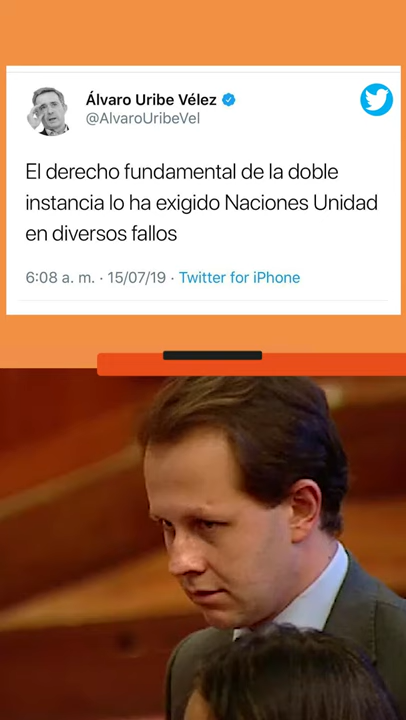 Álvaro Uribe Vélez
@AlvaroUribeVel
El derecho fundamental de la doble
instancia lo ha exigido Naciones Unidad
en diversos fallos
6:08 a. m. · 15/07/19 · Twitter for iPhone